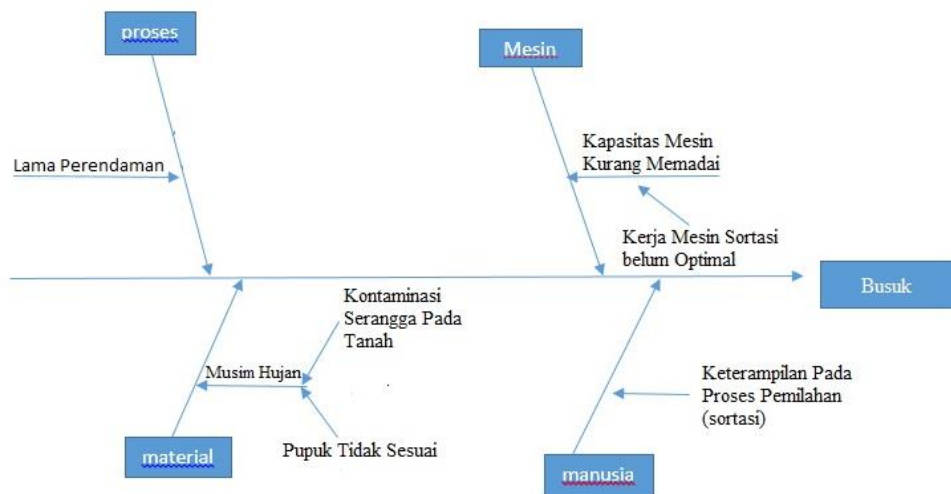 proses
Mesin
Lama Perendaman
Kapasitas Mesin
Kurang Memadai
Kerja Mesin Sortasi
belum Optimal
Busuk
Kontaminasi
Serangga Pada
Tanah
Musim Hujan
Pupuk Tidak Sesuai
Keterampilan Pada
Proses Pemilahan
(sortasi)
material
manusia